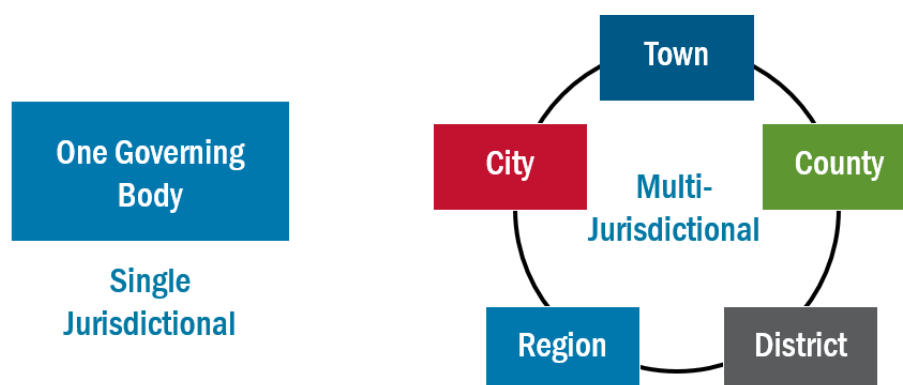 One Governing
Body
Single
Jurisdictional
Town
City
County
Multi-
Jurisdictional
Region
District